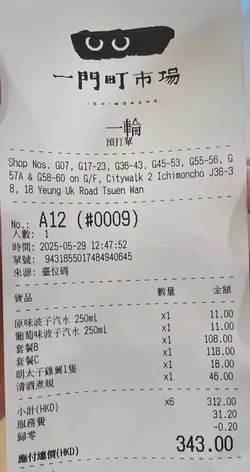 一門町市場
ICHIMONCHO
一輪
預打單
Shop Nos. G07, G17-23, G36-43, G45-53, G55-56, G
57A & G58-60 on G/F, Citywalk 2 Ichimoncho J36-3
8, 18 Yeung Uk Road Tsuen Wan
No.: A12 (#0009)
人數: 1
時間: 2025-05-29 12:47:52
單號: 9431855017484940645
來源: 臺位碼
貨品 數量 金額
原味波子汽水 250mL x1 11.00
葡萄味波子汽水 250mL x1 11.00
套餐B x1 108.00
套餐C x1 118.00
明太子雞翼1隻 x1 18.00
清酒煮蜆 x1 46.00
小計(HKD) x6 312.00
服務費 31.20
歸零 -0.20
應付總價(HKD) 343.00